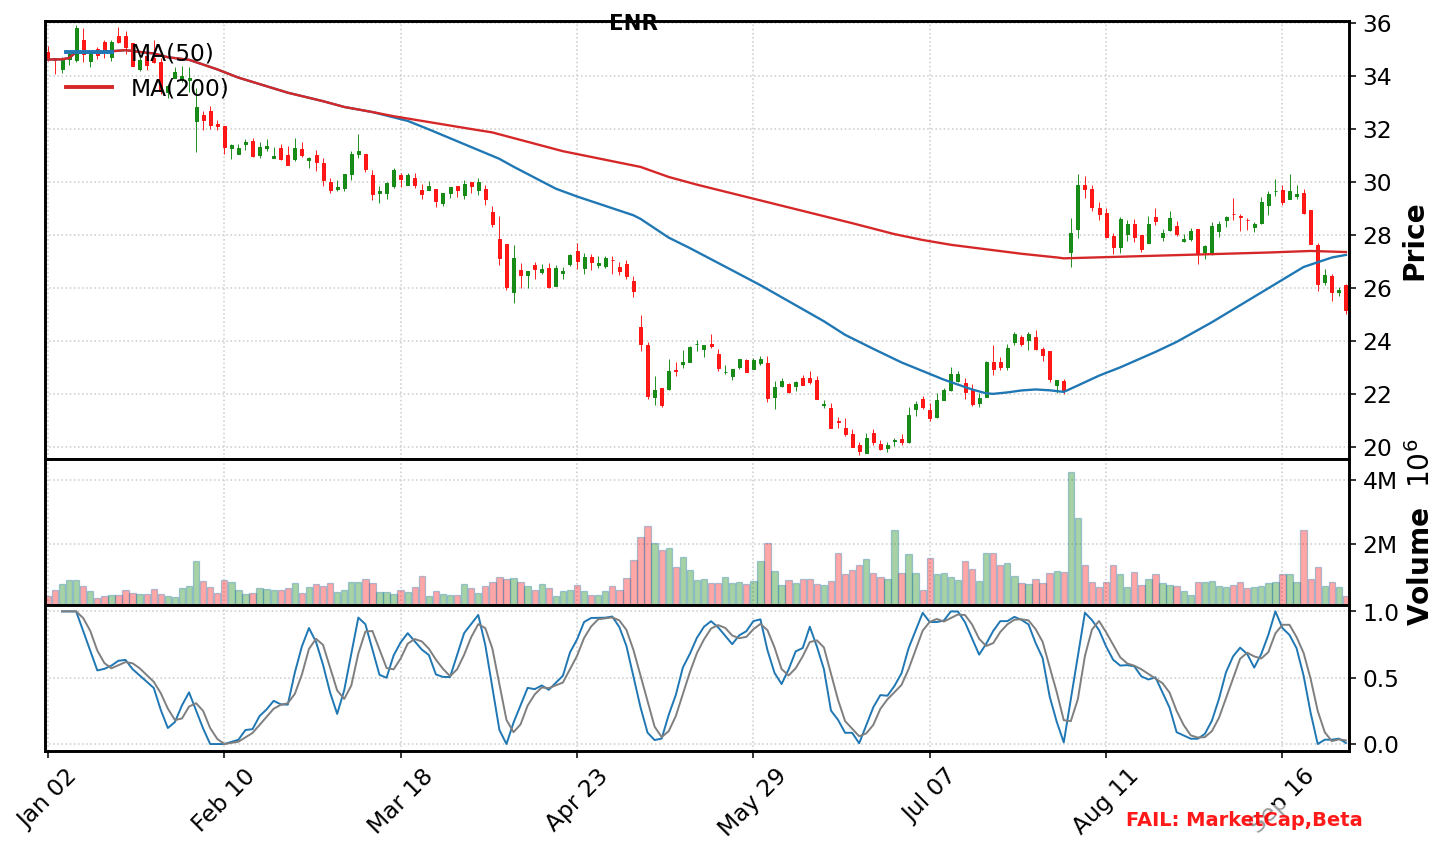 ENR
MA(50)
MA(200)
36
34
32
30
28
26
24
22
20
Price
4M
2M
Volume 10^6
1.0
0.5
0.0
Jan 02
Feb 10
Mar 18
Apr 23
May 29
Jul 07
Aug 11
Sep 16
FAIL: MarketCap,Beta